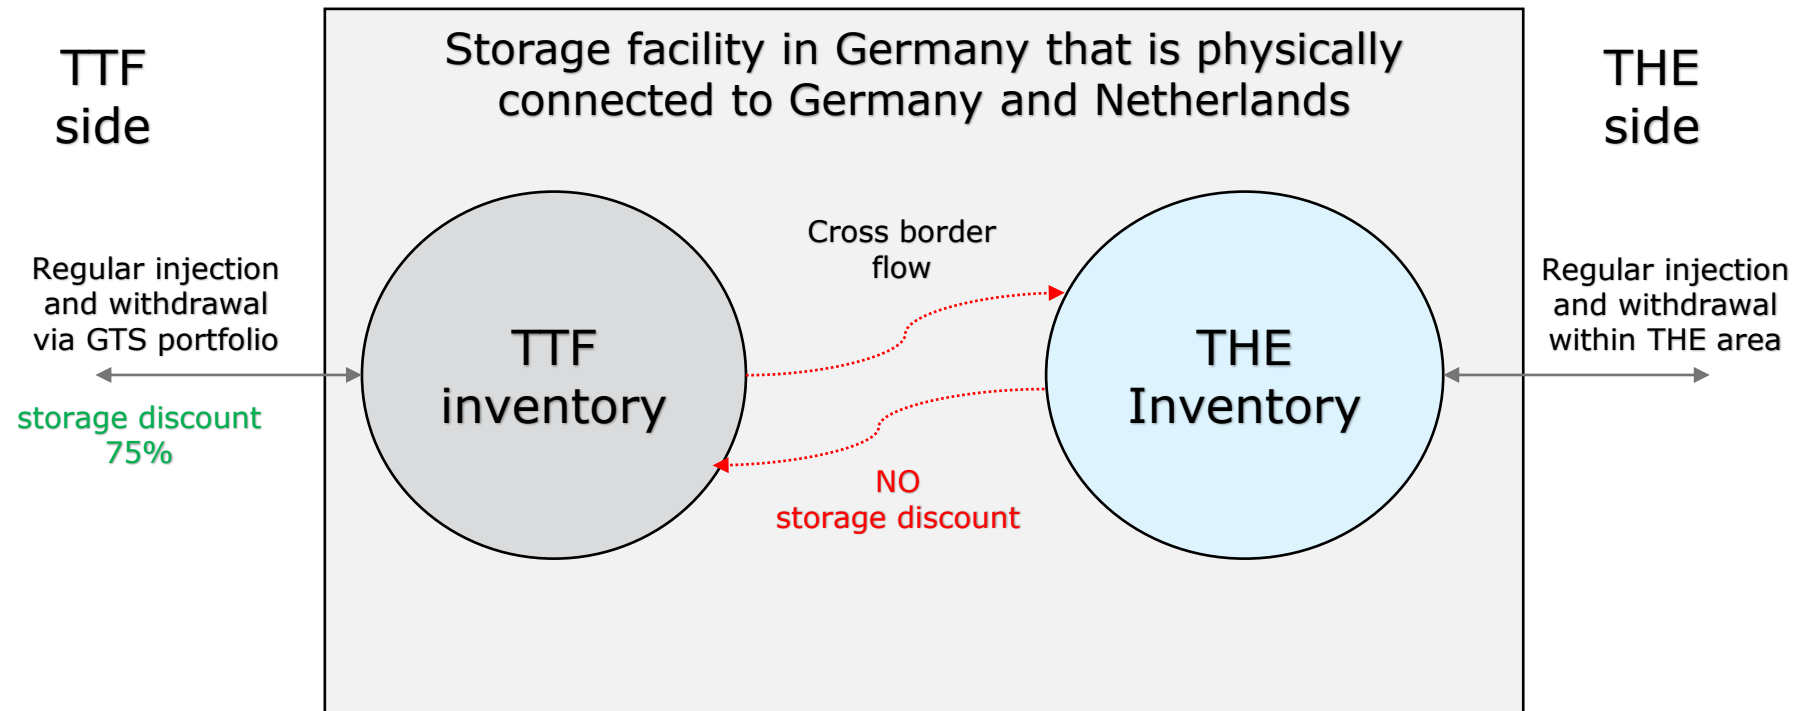 TTF
side
Storage facility in Germany that is physically
connected to Germany and Netherlands
THE
side
Regular injection
and withdrawal
via GTS portfolio
storage discount
75%
TTF
inventory
Cross border
flow
NO
storage discount
THE
Inventory
Regular injection
and withdrawal
within THE area